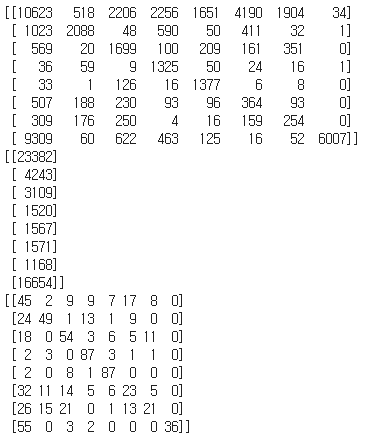 [[10623 518 2206 2256 1651 4190 1904 34]
[ 1023 2088 48 590 50 411 32 1]
[ 569 20 1699 100 209 161 351 0]
[ 36 59 9 1325 50 24 16 1]
[ 33 1 126 16 1377 6 8 0]
[ 507 188 230 93 96 364 93 0]
[ 309 176 250 4 16 159 254 0]
[ 9309 60 622 463 125 16 52 6007]]
[[23382]
[ 4243]
[ 3109]
[ 1520]
[ 1567]
[ 1571]
[ 1168]
[16654]]
[[45 2 9 9 7 17 8 0]
[24 49 1 13 1 9 0 0]
[18 0 54 3 6 5 11 0]
[ 2 3 0 87 3 1 1 0]
[ 2 0 8 1 87 0 0 0]
[32 11 14 5 6 23 5 0]
[26 15 21 0 1 13 21 0]
[55 0 3 2 0 0 0 36]]